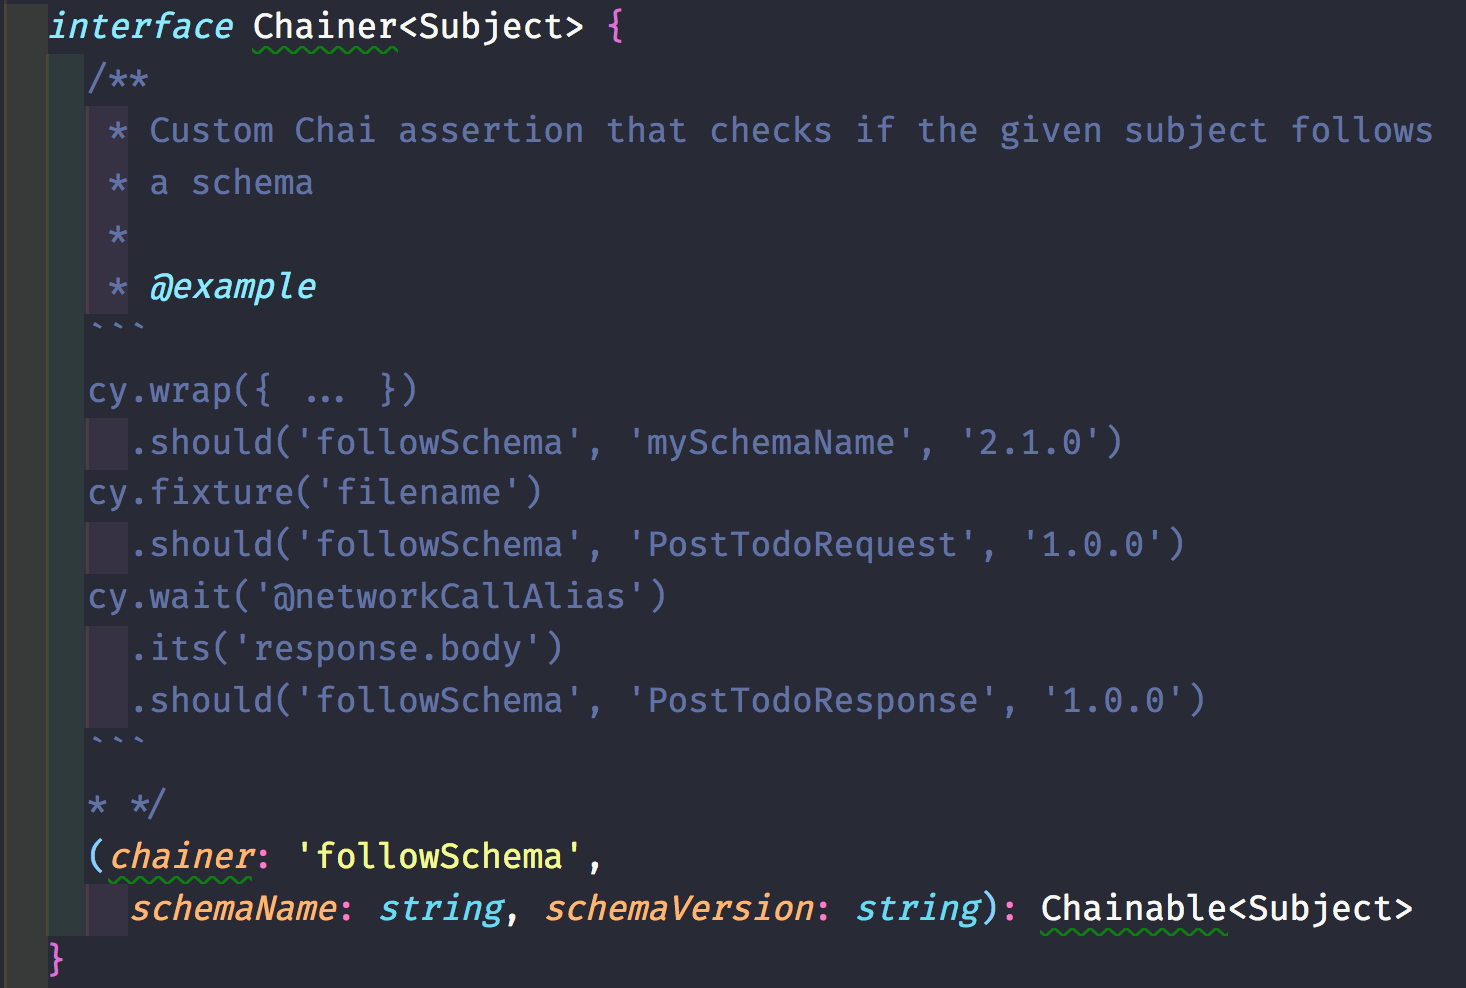 interface Chainer<Subject> {
/**
* Custom Chai assertion that checks if the given subject follows
* a schema
*
* @example
```
cy.wrap({ ... })
.should('followSchema', 'mySchemaName', '2.1.0')
cy.fixture('filename')
.should('followSchema', 'PostTodoRequest', '1.0.0')
cy.wait('@networkCallAlias')
.its('response.body')
.should('followSchema', 'PostTodoResponse', '1.0.0')
```
* */
(chainer: 'followSchema',
schemaName: string, schemaVersion: string): Chainable<Subject>
}